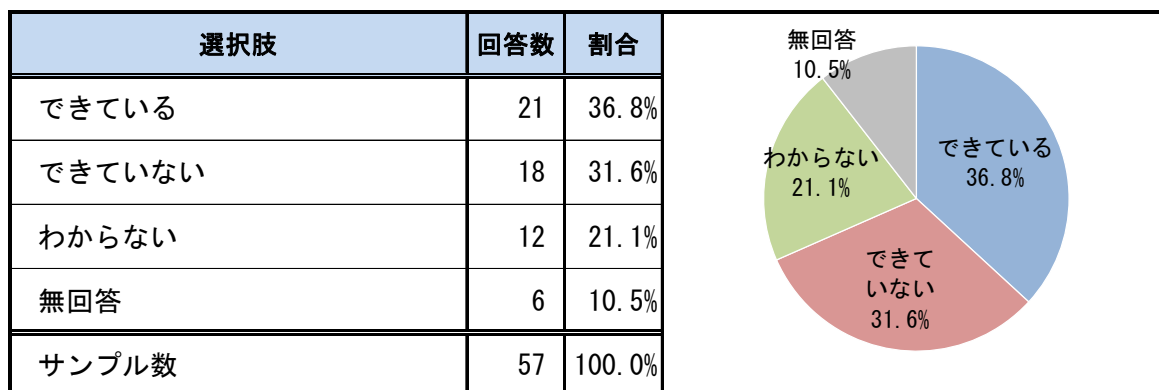 選択肢 回答数 割合
できている 21 36.8%
できていない 18 31.6%
わからない 12 21.1%
無回答 6 10.5%
サンプル数 57 100.0%
無回答
10.5%
できている
36.8%
わからない
21.1%
できて
いない
31.6%